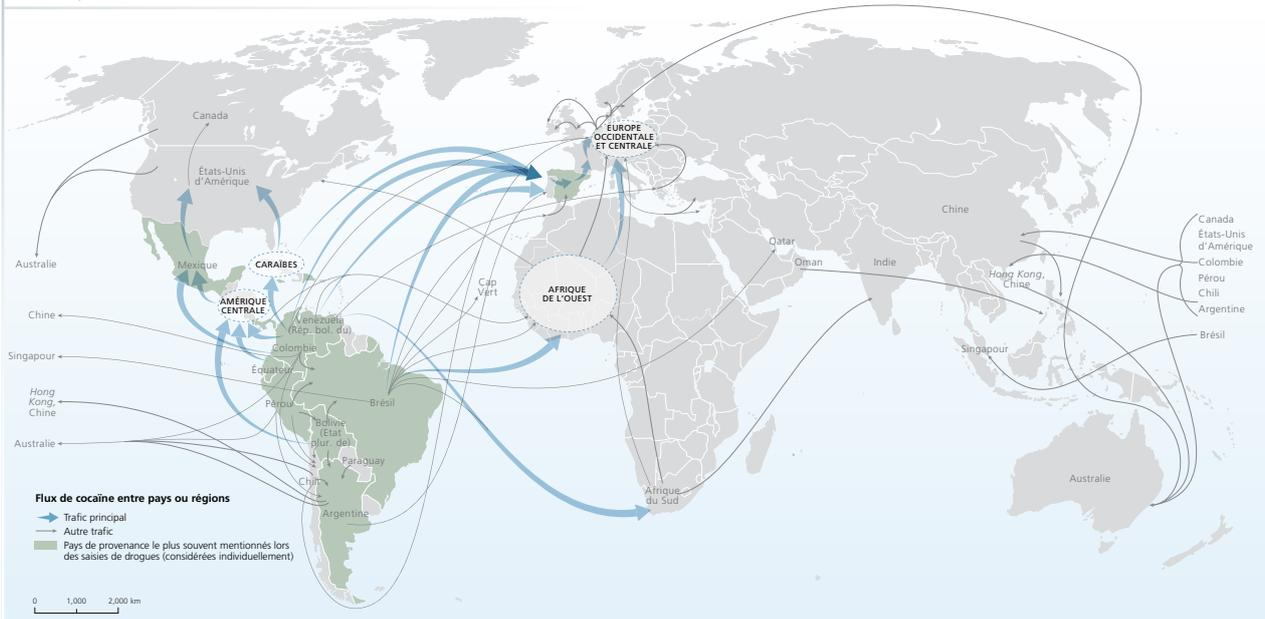 Canada
États-Unis
d'Amérique
Australie
Mexique
CARAÏBES
AMÉRIQUE
CENTRALE
Chine
Singapour
Hong
Kong,
Chine
Australie
Venezuela
(Rép. bol. du)
Colombie
Équateur
Pérou
Brésil
Bolivie
(État
plur. de)
Paraguay
Chili
Argentine
Cap
Vert
AFRIQUE
DE L'OUEST
EUROPE
OCCIDENTALE
ET CENTRALE
Afrique
du Sud
Qatar
Oman
Inde
Chine
Hong Kong,
Chine
Singapour
Australie
Canada
États-Unis
d'Amérique
Colombie
Pérou
Chili
Argentine
Brésil
Flux de cocaïne entre pays ou régions
Trafic principal
Autre trafic
Pays de provenance le plus souvent mentionnés lors
des saisies de drogues (considérées individuellement)
0 1,000 2,000 km